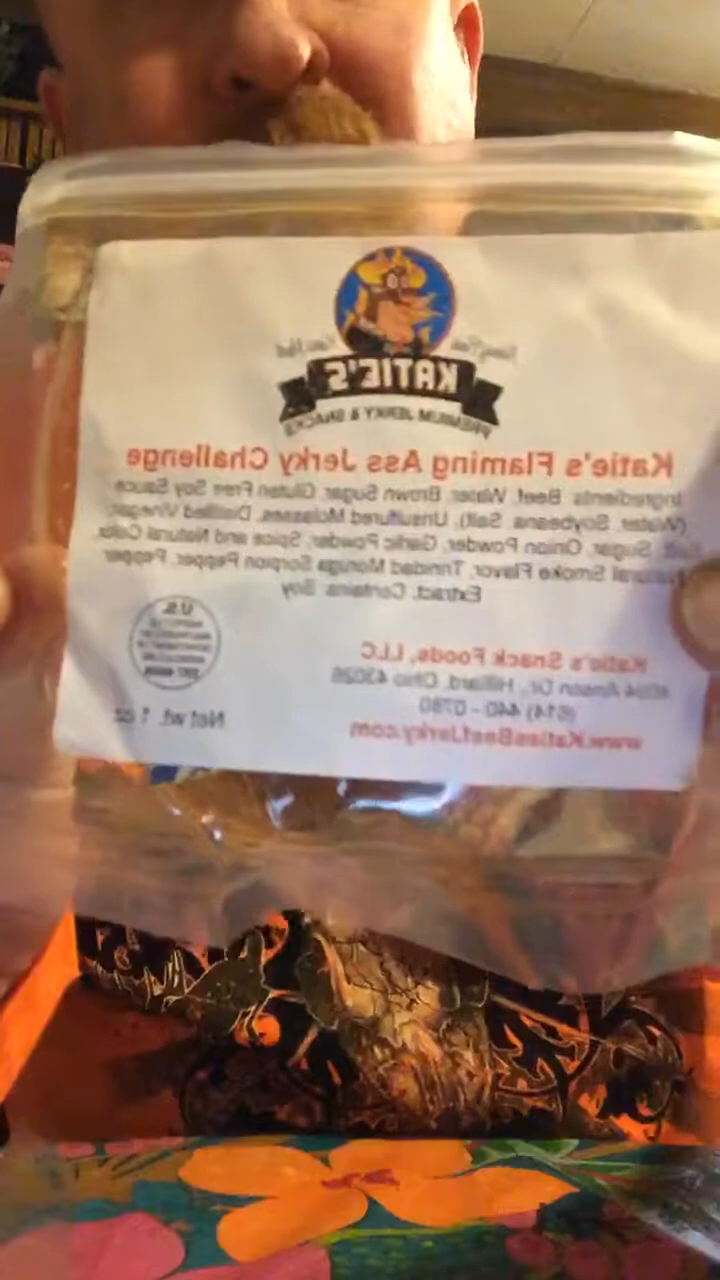 KATIE'S
PREMIUM JERKY & SNACKS
Katie's Flaming Ass Jerky Challenge
Ingredients: Beef, Water, Brown Sugar, Gluten Free Soy Sauce
(Water, Soybeans, Salt), Unsulfured Molasses, Distilled Vinegar,
Salt, Sugar, Onion Powder, Garlic Powder, Spice and Natural Color,
Natural Smoke Flavor, Trinidad Moruga Scorpion Pepper, Pepper
Extract. Contains: Soy
Katie's Snack Foods, LLC
Anson Dr, Hilliard, Ohio 43026
(614) 440 - 0780
www.KatiesBeefJerky.com
U.S.
Net wt. 1 oz